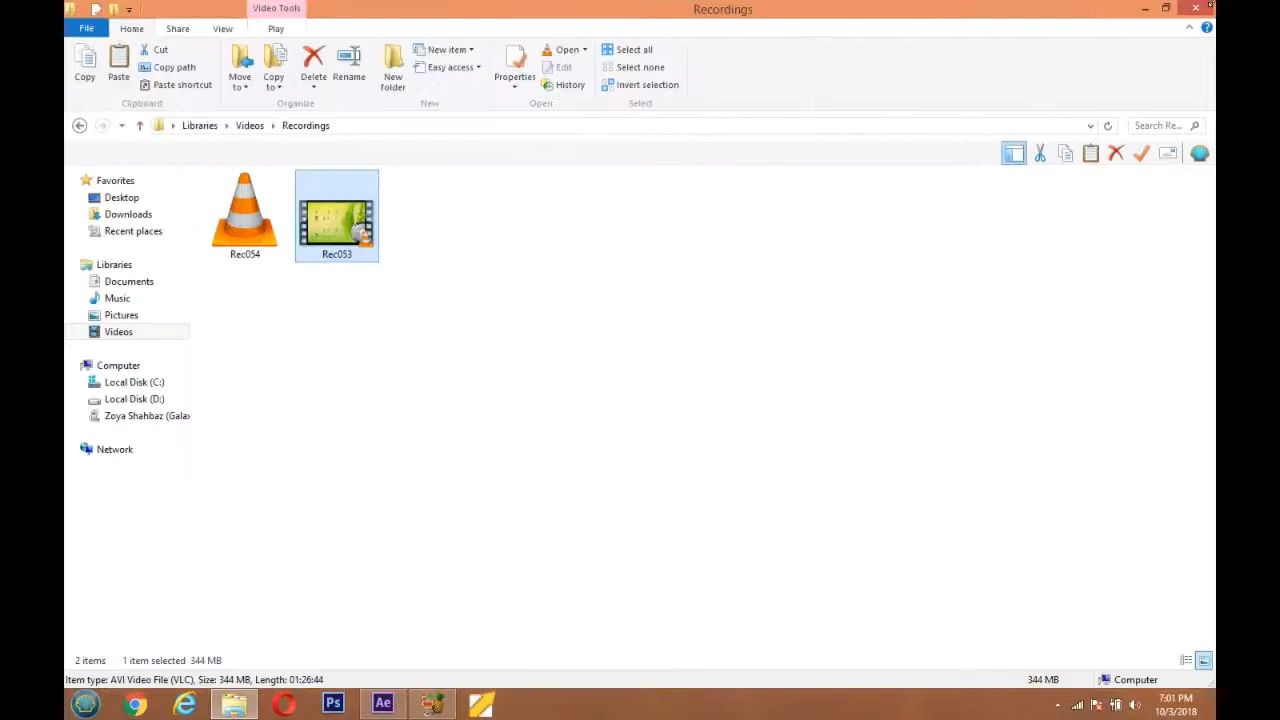 Video Tools
Recordings
File
Home
Share
View
Play
Copy
Paste
Cut
Copy path
Paste shortcut
Clipboard
Move to
Copy to
Delete
Rename
Organize
New folder
New item
Easy access
New
Properties
Open
Edit
History
Open
Select all
Select none
Invert selection
Select
Libraries
Videos
Recordings
Search Re...
Favorites
Desktop
Downloads
Recent places
Libraries
Documents
Music
Pictures
Videos
Computer
Local Disk (C:)
Local Disk (D:)
Zoya Shahbaz (Gala
Network
Rec054
Rec053
2 items
1 item selected 344 MB
Item type: AVI Video File (VLC), Size: 344 MB, Length: 01:26:44
344 MB
Computer
Ps
Ae
7:01 PM
10/3/2018